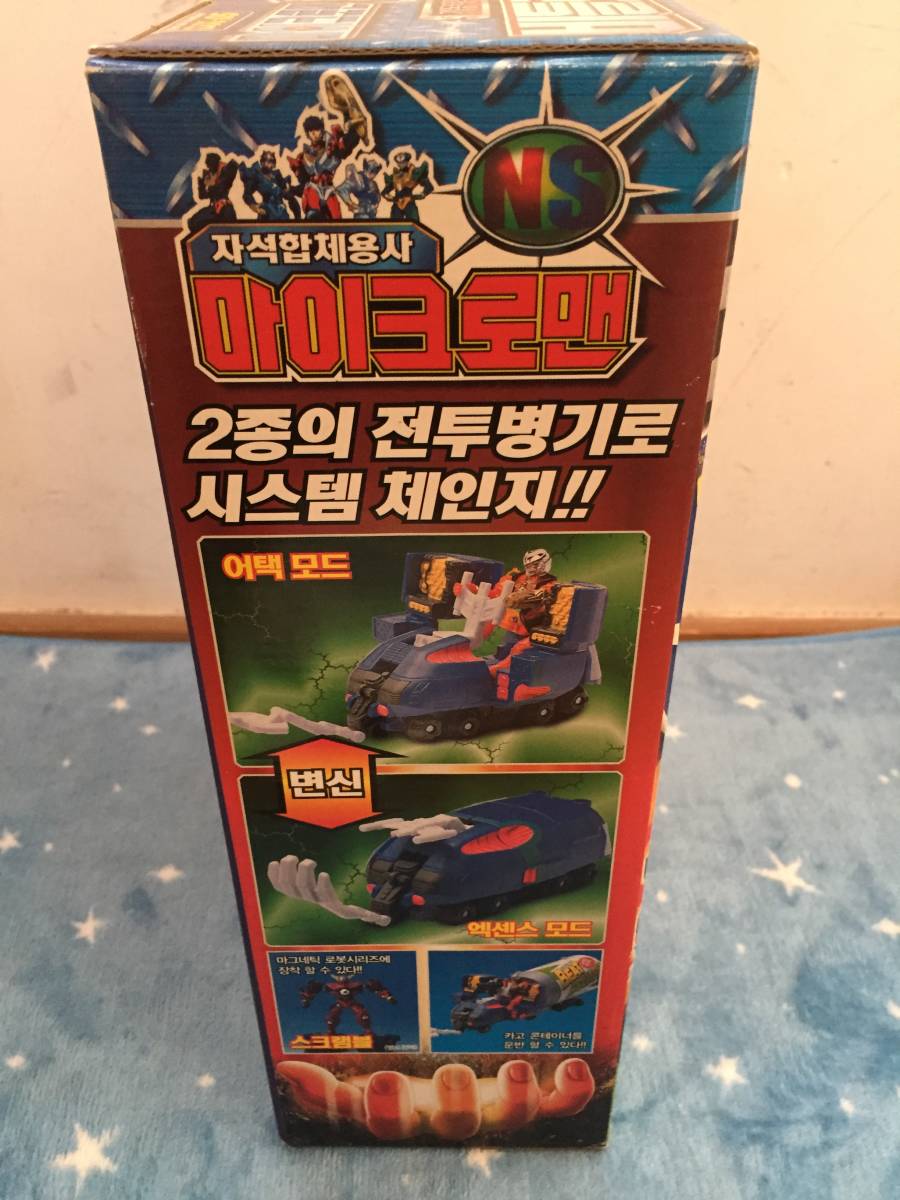 NS
자석합체용사
마이크로맨
2종의 전투병기로
시스템 체인지!!
어택 모드
변신
엑센스 모드
마그네틱 로봇시리즈에
장착 할 수 있다!!
스크램블
카고 콘테이너를
운반 할 수 있다!!